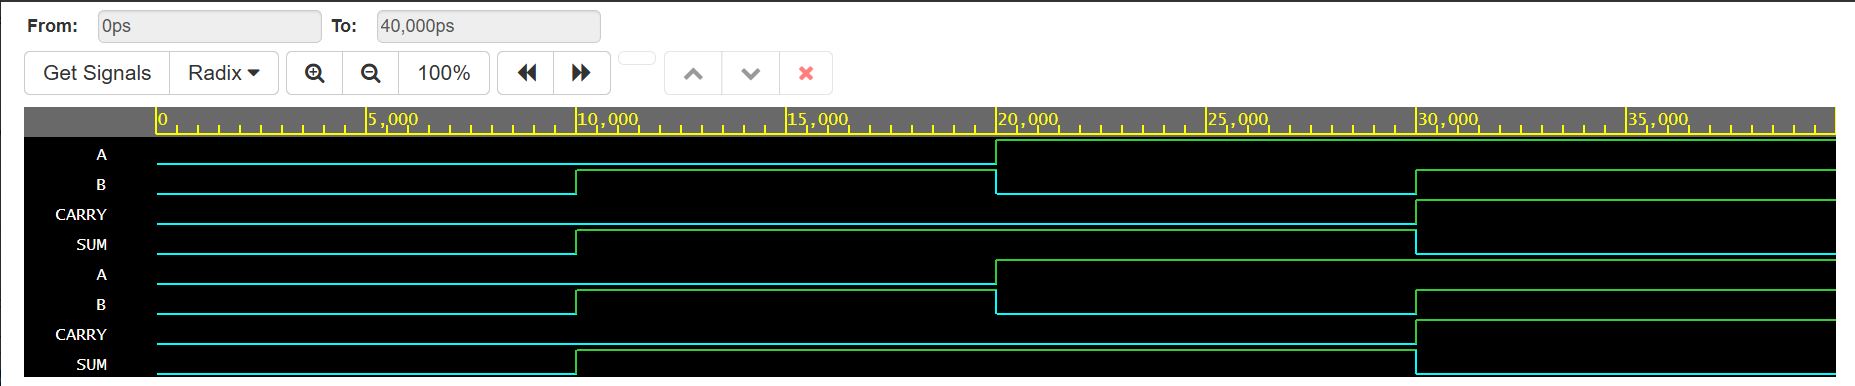 From: 0ps To: 40,000ps
Get Signals Radix 100%
0 5,000 10,000 15,000 20,000 25,000 30,000 35,000
A
B
CARRY
SUM
A
B
CARRY
SUM